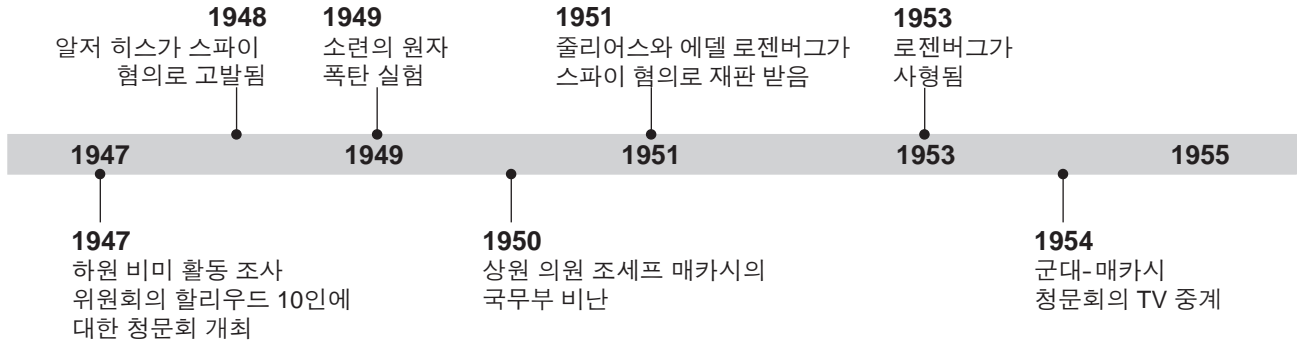 1948
알저 히스가 스파이
혐의로 고발됨
1949
소련의 원자
폭탄 실험
1951
줄리어스와 에델 로젠버그가
스파이 혐의로 재판 받음
1953
로젠버그가
사형됨
1947 1949 1951 1953 1955
1947
하원 비미 활동 조사
위원회의 할리우드 10인에
대한 청문회 개최
1950
상원 의원 조세프 매카시의
국무부 비난
1954
군대-매카시
청문회의 TV 중계